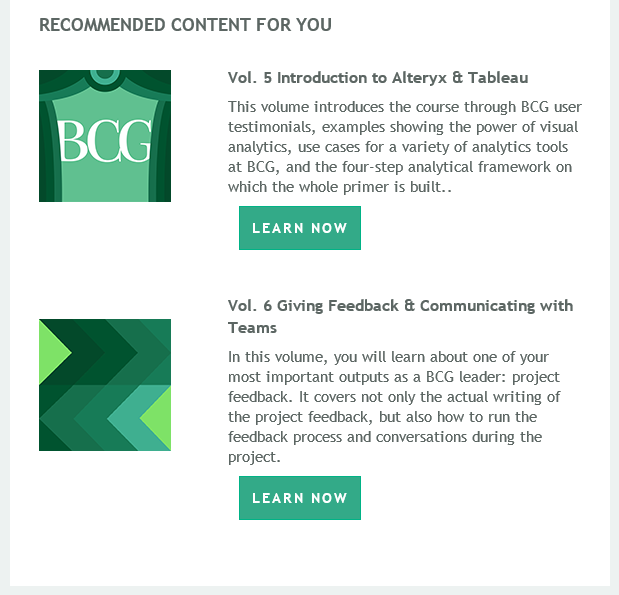 RECOMMENDED CONTENT FOR YOU
BCG
Vol. 5 Introduction to Alteryx & Tableau
This volume introduces the course through BCG user
testimonials, examples showing the power of visual
analytics, use cases for a variety of analytics tools
at BCG, and the four-step analytical framework on
which the whole primer is built..
LEARN NOW
Vol. 6 Giving Feedback & Communicating with
Teams
In this volume, you will learn about one of your
most important outputs as a BCG leader: project
feedback. It covers not only the actual writing of
the project feedback, but also how to run the
feedback process and conversations during the
project.
LEARN NOW